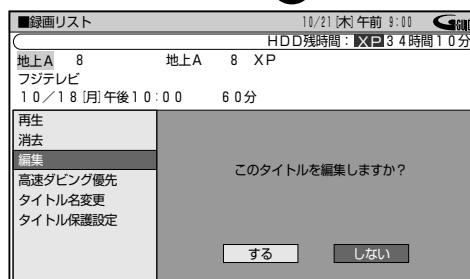 ■録画リスト 10/21[木]午前 9:00 GGUIDE
HDD残時間：XP34時間10分
地上A 8 地上A 8 XP
フジテレビ
10／18[月]午後10:00 60分
再生
消去
編集
高速ダビング優先
タイトル名変更
タイトル保護設定
このタイトルを編集しますか？
する しない